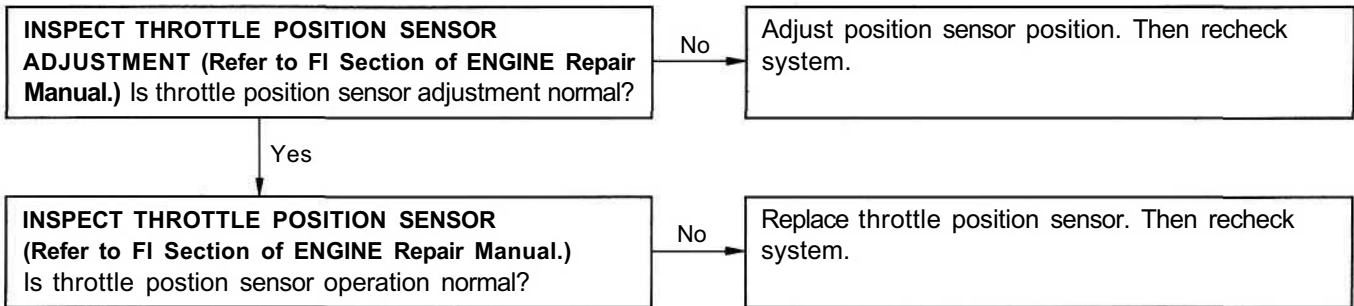 INSPECT THROTTLE POSITION SENSOR
ADJUSTMENT (Refer to FI Section of ENGINE Repair
Manual.) Is throttle position sensor adjustment normal?
No
Adjust position sensor position. Then recheck
system.
Yes
INSPECT THROTTLE POSITION SENSOR
(Refer to FI Section of ENGINE Repair Manual.)
Is throttle postion sensor operation normal?
No
Replace throttle position sensor. Then recheck
system.